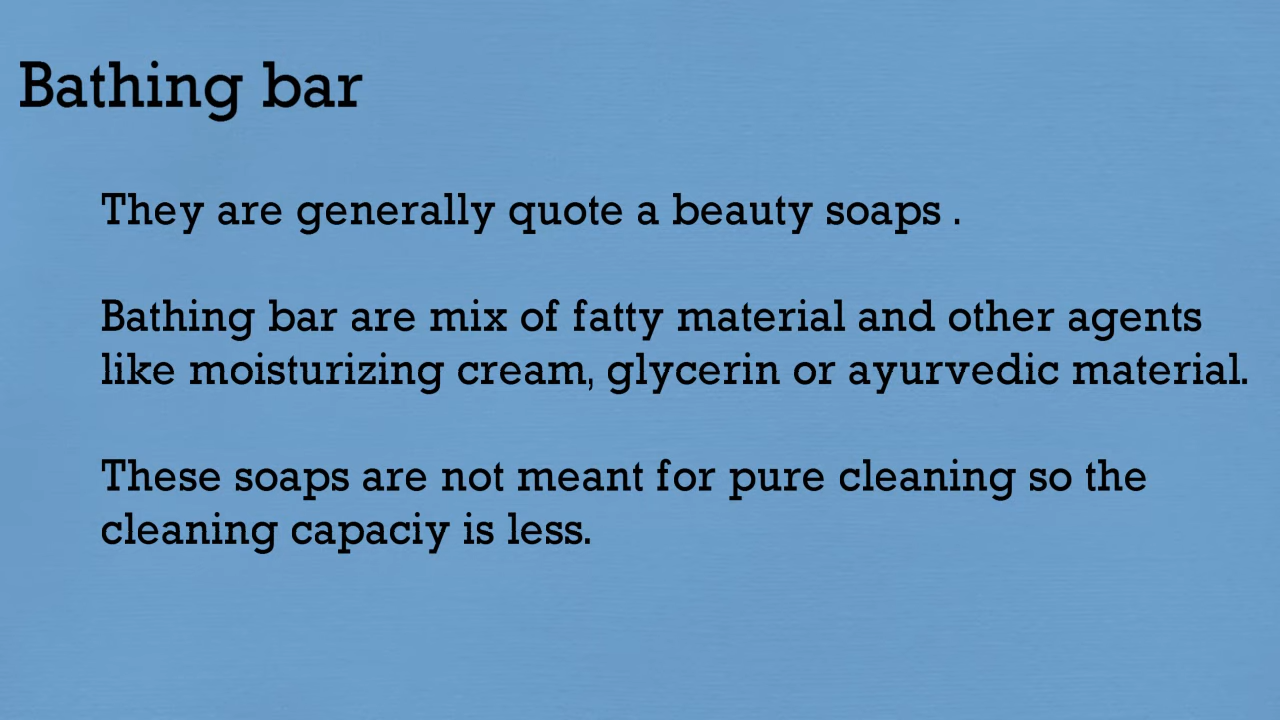 Bathing bar
They are generally quote a beauty soaps .
Bathing bar are mix of fatty material and other agents
like moisturizing cream, glycerin or ayurvedic material.
These soaps are not meant for pure cleaning so the
cleaning capaciy is less.